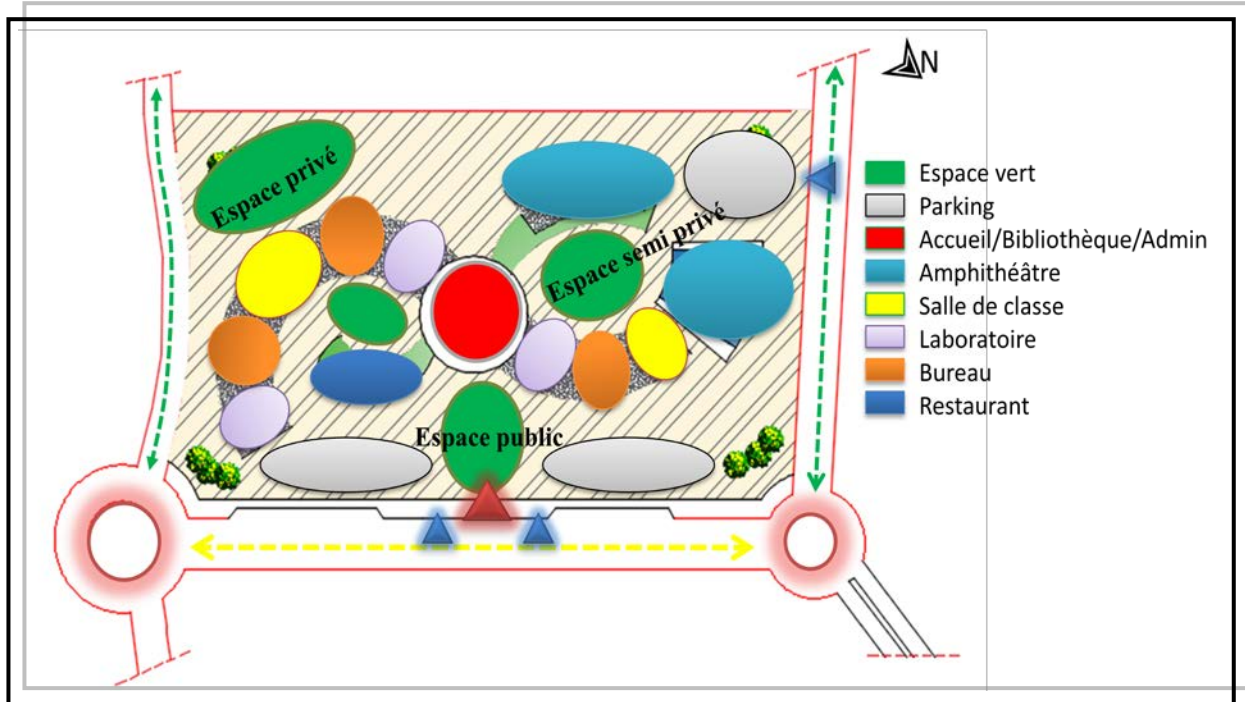 N
Espace privé
Espace semi privé
Espace public
Espace vert
Parking
Accueil/Bibliothèque/Admin
Amphithéâtre
Salle de classe
Laboratoire
Bureau
Restaurant